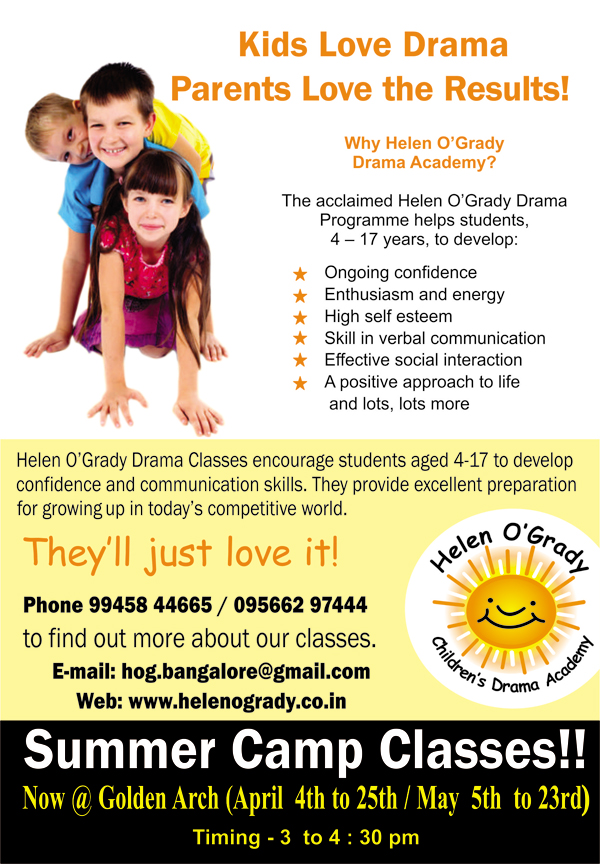 Kids Love Drama
Parents Love the Results!
Why Helen O'Grady
Drama Academy?
The acclaimed Helen O'Grady Drama
Programme helps students,
4 – 17 years, to develop:
Ongoing confidence
Enthusiasm and energy
High self esteem
Skill in verbal communication
Effective social interaction
A positive approach to life
and lots, lots more
Helen O'Grady Drama Classes encourage students aged 4-17 to develop
confidence and communication skills. They provide excellent preparation
for growing up in today's competitive world.
They'll just love it!
Phone 99458 44665 / 095662 97444
to find out more about our classes.
E-mail: hog.bangalore@gmail.com
Web: www.helenogrady.co.in
Helen O'Grady
Children's Drama Academy
Summer Camp Classes!!
Now @ Golden Arch (April 4th to 25th / May 5th to 23rd)
Timing - 3 to 4 : 30 pm